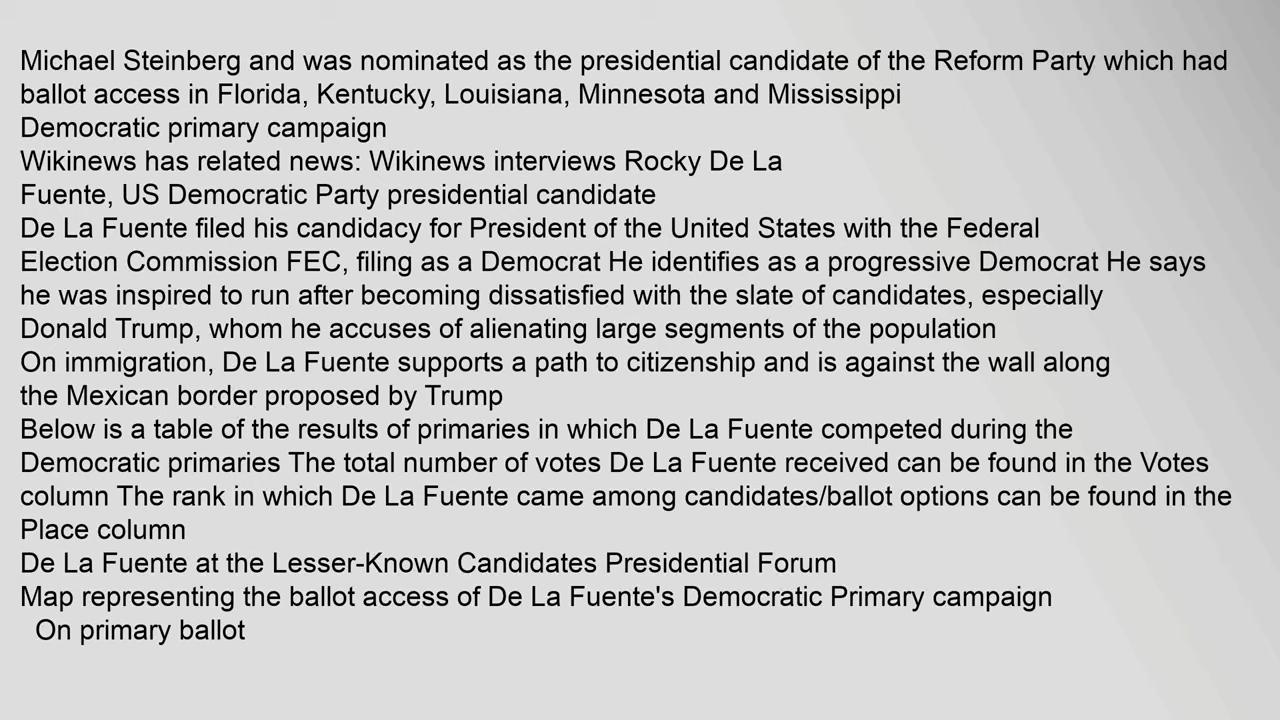 Michael Steinberg and was nominated as the presidential candidate of the Reform Party which had
ballot access in Florida, Kentucky, Louisiana, Minnesota and Mississippi
Democratic primary campaign
Wikinews has related news: Wikinews interviews Rocky De La
Fuente, US Democratic Party presidential candidate
De La Fuente filed his candidacy for President of the United States with the Federal
Election Commission FEC, filing as a Democrat He identifies as a progressive Democrat He says
he was inspired to run after becoming dissatisfied with the slate of candidates, especially
Donald Trump, whom he accuses of alienating large segments of the population
On immigration, De La Fuente supports a path to citizenship and is against the wall along
the Mexican border proposed by Trump
Below is a table of the results of primaries in which De La Fuente competed during the
Democratic primaries The total number of votes De La Fuente received can be found in the Votes
column The rank in which De La Fuente came among candidates/ballot options can be found in the
Place column
De La Fuente at the Lesser-Known Candidates Presidential Forum
Map representing the ballot access of De La Fuente's Democratic Primary campaign
On primary ballot